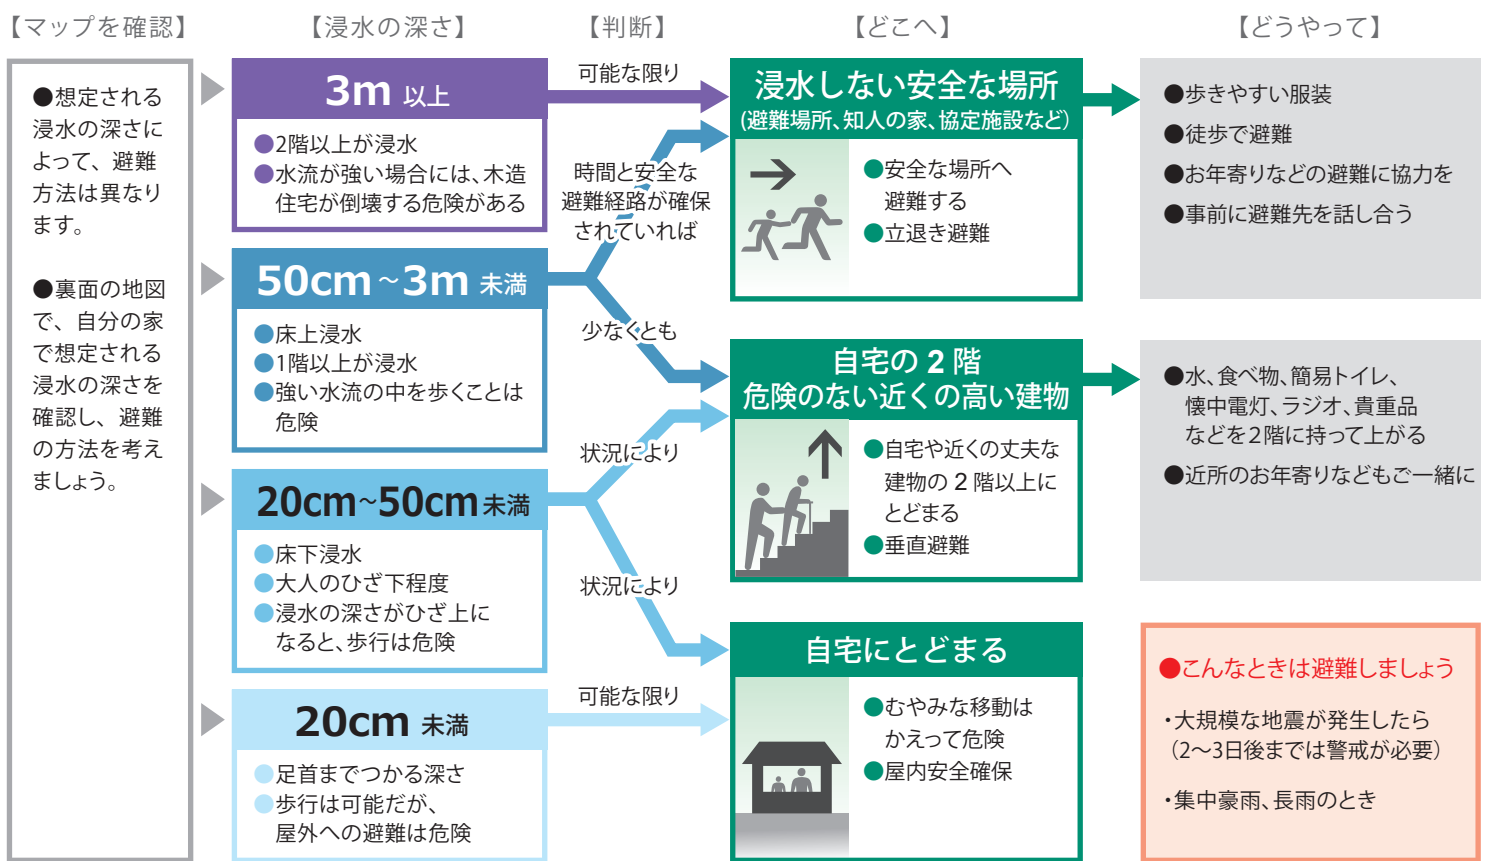 【マップを確認】
●想定される
浸水の深さに
よって、避難
方法は異なり
ます。
●裏面の地図
で、自分の家
で想定される
浸水の深さを
確認し、避難
の方法を考え
ましょう。
【浸水の深さ】
3m 以上
●2階以上が浸水
●水流が強い場合には、木造
住宅が倒壊する危険がある
50cm～3m 未満
●床上浸水
●1階以上が浸水
●強い水流の中を歩くことは
危険
20cm～50cm未満
●床下浸水
●大人のひざ下程度
●浸水の深さがひざ上に
なると、歩行は危険
20cm 未満
●足首までつかる深さ
●歩行は可能だが、
屋外への避難は危険
【判断】
可能な限り
時間と安全な
避難経路が確保
されていれば
少なくとも
状況により
状況により
可能な限り
【どこへ】
浸水しない安全な場所
(避難場所、知人の家、協定施設など)
●安全な場所へ
避難する
●立退き避難
自宅の 2 階
危険のない近くの高い建物
●自宅や近くの丈夫な
建物の 2 階以上に
とどまる
●垂直避難
自宅にとどまる
●むやみな移動は
かえって危険
●屋内安全確保
【どうやって】
●歩きやすい服装
●徒歩で避難
●お年寄りなどの避難に協力を
●事前に避難先を話し合う
●水、食べ物、簡易トイレ、
懐中電灯、ラジオ、貴重品
などを2階に持って上がる
●近所のお年寄りなどもご一緒に
●こんなときは避難しましょう
・大規模な地震が発生したら
（2～3日後までは警戒が必要）
・集中豪雨、長雨のとき